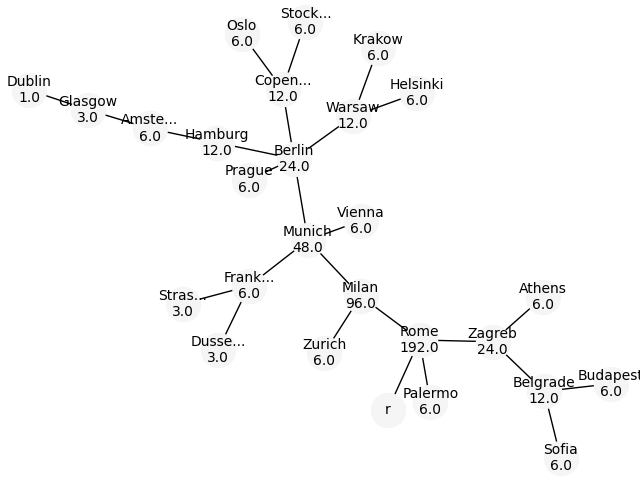 Oslo
6.0
Stock...
6.0
Krakow
6.0
Dublin
1.0
Copen...
12.0
Helsinki
6.0
Glasgow
3.0
Amste...
6.0
Warsaw
12.0
Hamburg
12.0
Berlin
24.0
Prague
6.0
Vienna
6.0
Munich
48.0
Frank...
6.0
Milan
96.0
Athens
6.0
Stras...
3.0
Dusse...
3.0
Zurich
6.0
Rome
192.0
Zagreb
24.0
Belgrade
12.0
Budapest
6.0
r
Palermo
6.0
Sofia
6.0